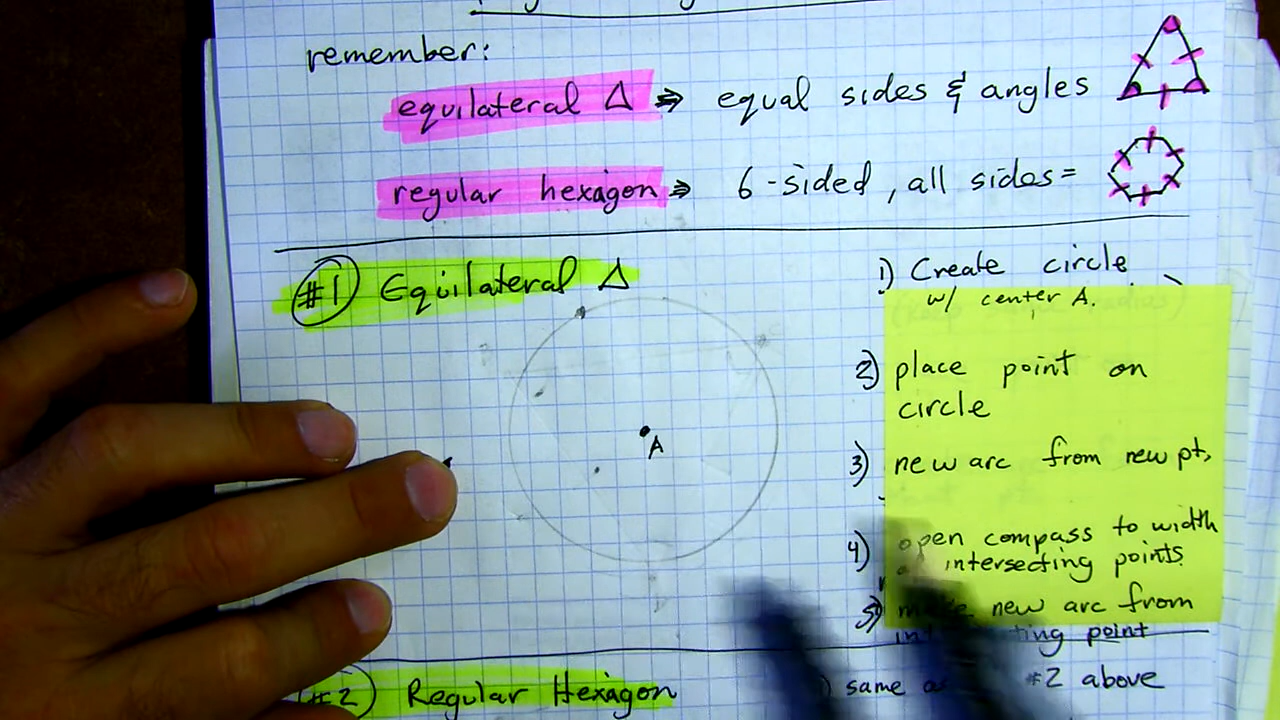 remember:
equilateral Δ ⇒ equal sides & angles
regular hexagon ⇒ 6-sided, all sides =
#1) Equilateral Δ
A
1) Create circle
w/ center A.
2) place point on
circle
3) new arc from new pt.
4) open compass to width
intersecting points.
5) make new arc from
point
#2) Regular Hexagon
same #2 above